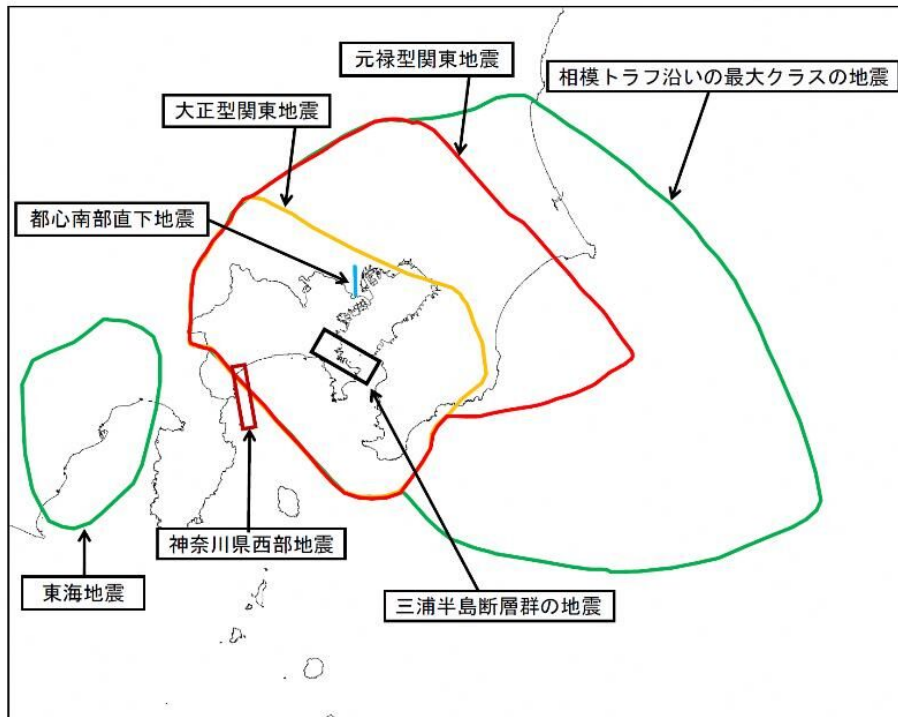 元禄型関東地震
相模トラフ沿いの最大クラスの地震
大正型関東地震
都心南部直下地震
神奈川県西部地震
東海地震
三浦半島断層群の地震